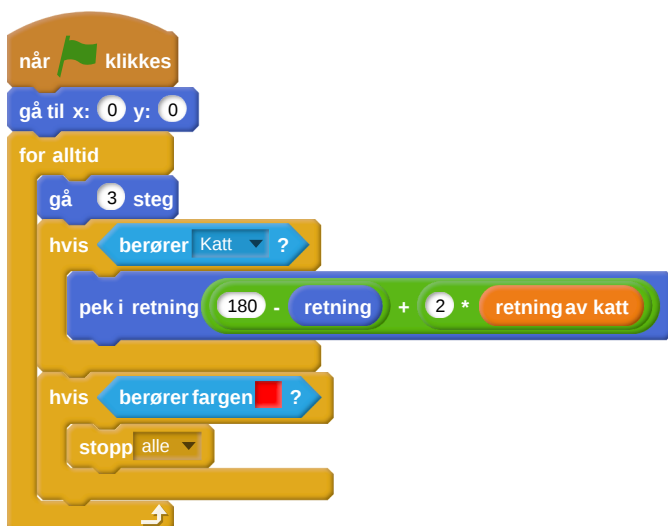 når klikkes
gå til x: 0 y: 0
for alltid
gå 3 steg
hvis berører Katt ?
pek i retning 180 - retning + 2 * retning av katt
hvis berører fargen ?
stopp alle